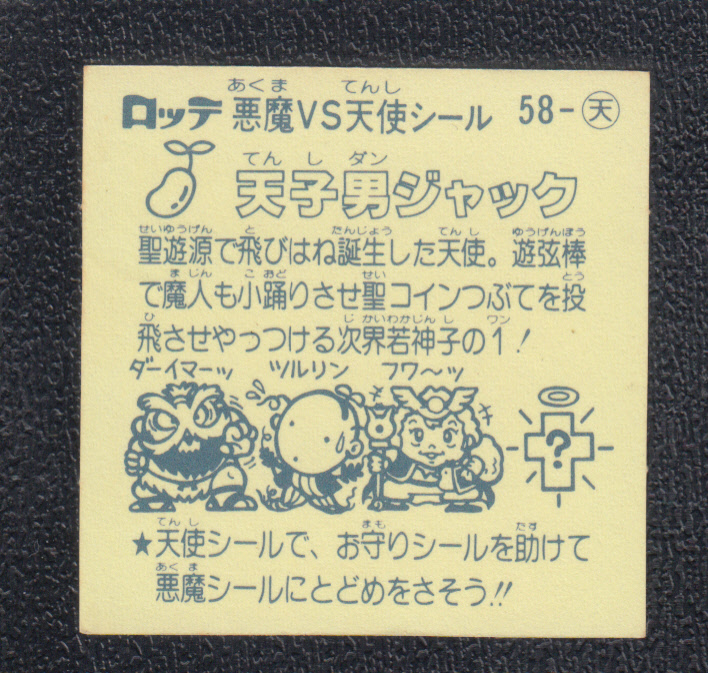 ロッテ 悪魔VS天使シール 58-天
天子男ジャック
聖遊源で飛びはね誕生した天使。遊弦棒
で魔人も小踊りさせ聖コインつぶてを投
飛させやっつける次界若神子の1!
ダーイマーッ ツルリン フワ〜ッ
?
★天使シールで、お守りシールを助けて
悪魔シールにとどめをさそう!!